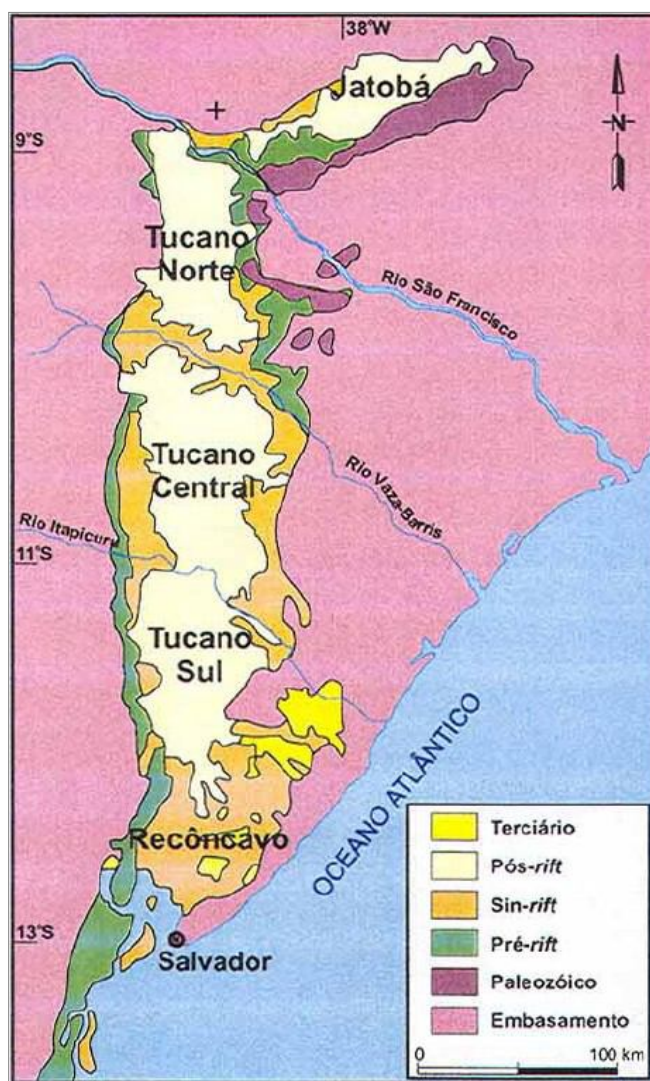 38°W
Jatobá
N
9°S
Tucano
Norte
Rio São Francisco
Tucano
Central
Rio Vaza-Barris
Rio Itapicuru
11°S
Tucano
Sul
OCEANO ATLÂNTICO
Recôncavo
13°S
Salvador
Terciário
Pós-rift
Sin-rift
Pré-rift
Paleozóico
Embasamento
0 100 km